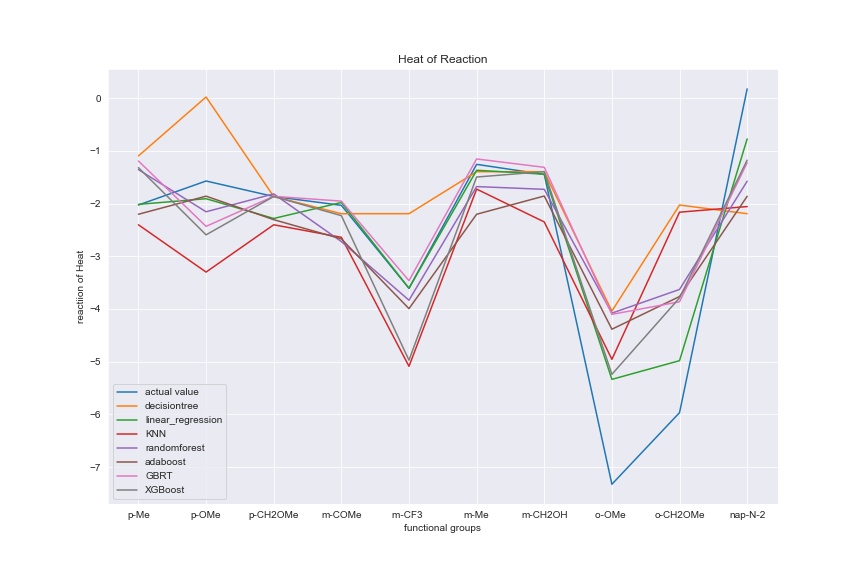 Heat of Reaction
reactiion of Heat
0
−1
−2
−3
−4
−5
−6
−7
actual value
decisiontree
linear_regression
KNN
randomforest
adaboost
GBRT
XGBoost
p-Me
p-OMe
p-CH2OMe
m-COMe
m-CF3
m-Me
m-CH2OH
o-OMe
o-CH2OMe
nap-N-2
functional groups